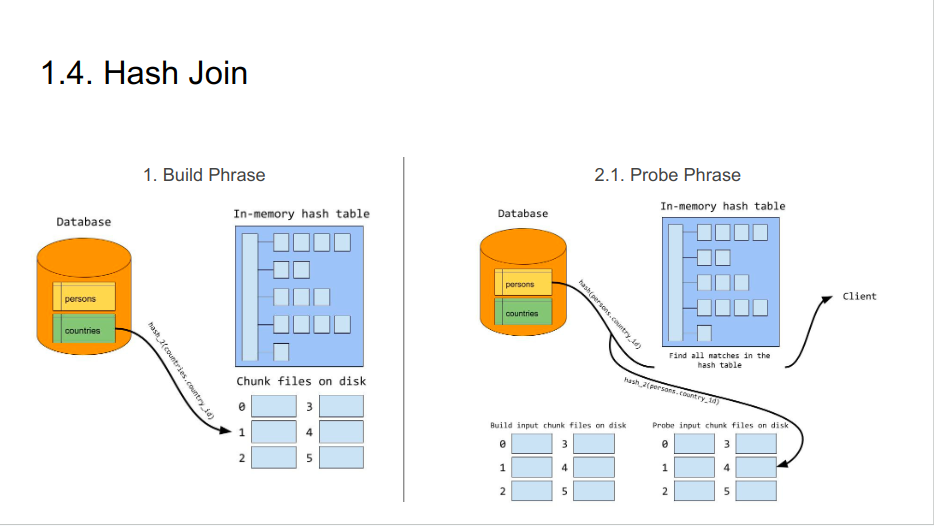 1.4. Hash Join
1. Build Phrase
Database
persons
countries
hash_2(countries.country_id)
In-memory hash table
Chunk files on disk
0
3
1
4
2
5
2.1. Probe Phrase
Database
persons
countries
hash(persons.country_id)
hash_2(persons.country_id)
In-memory hash table
Find all matches in the
hash table
Client
Build input chunk files on disk
0
3
1
4
2
5
Probe input chunk files on disk
0
3
1
4
2
5